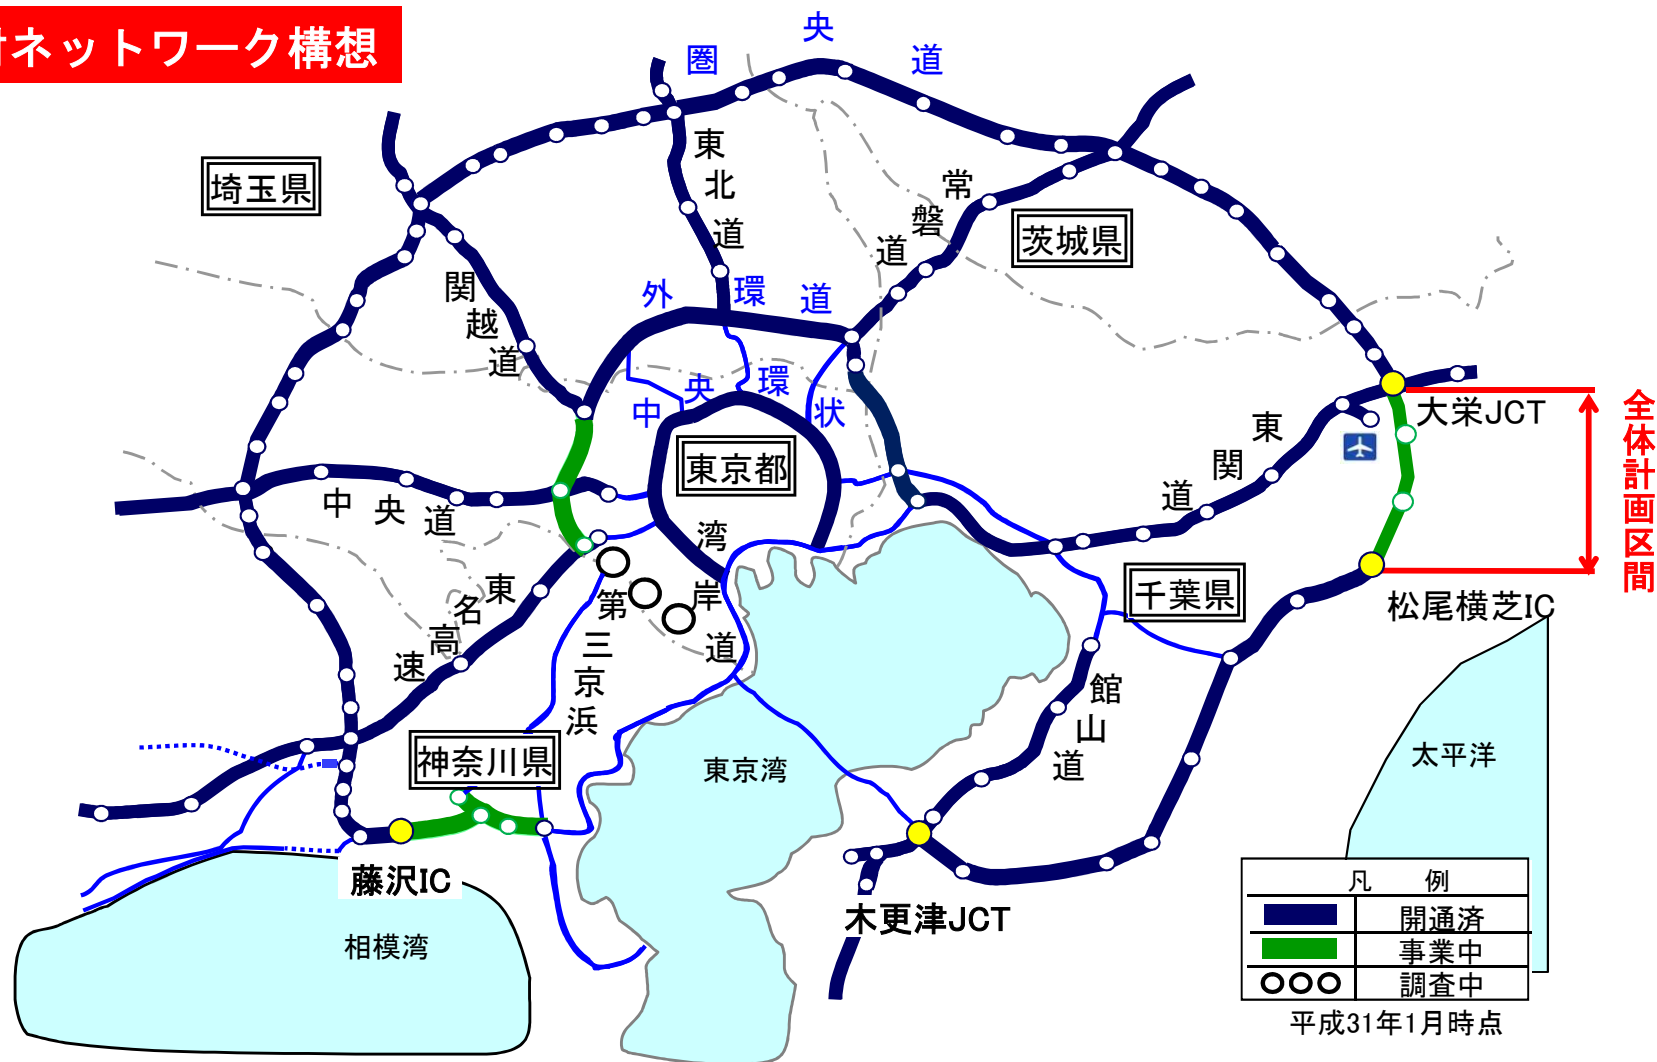 ネットワーク構想
圏央道
東北道
常磐道
埼玉県
茨城県
関越道
外環道
中央環状
東京都
中央道
東関道
大栄JCT
全体計画区間
湾岸道
東名高速
第三京浜
千葉県
松尾横芝IC
館山道
神奈川県
東京湾
太平洋
藤沢IC
木更津JCT
相模湾
凡 例
開通済
事業中
調査中
平成31年1月時点